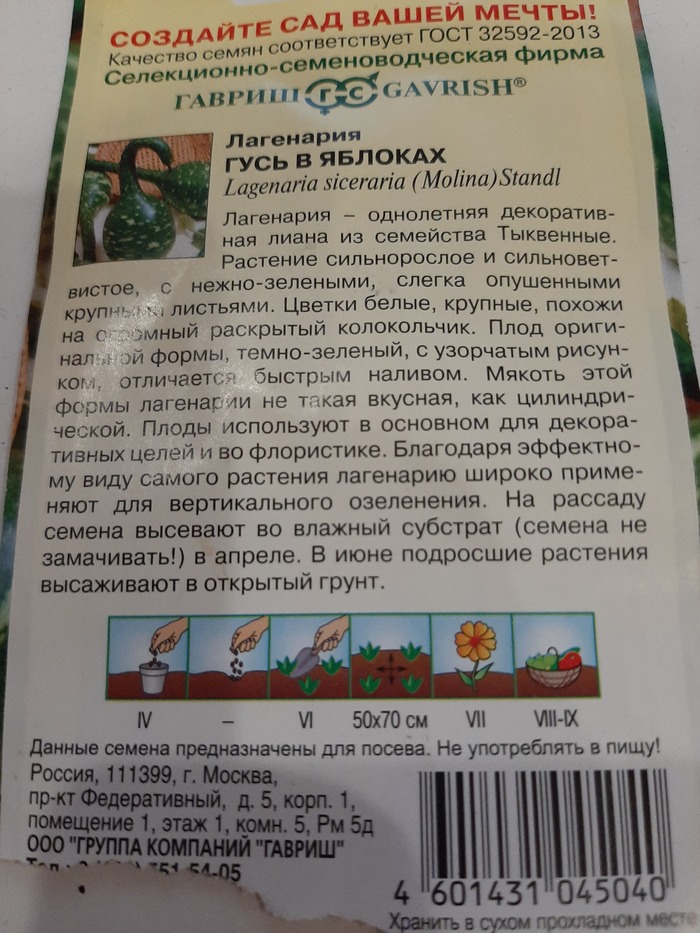 СОЗДАЙТЕ САД ВАШЕЙ МЕЧТЫ!
Качество семян соответствует ГОСТ 32592-2013
Селекционно-семеноводческая фирма
ГАВРИШ Г-С GAVRISH®
Лагенария
ГУСЬ В ЯБЛОКАХ
Lagenaria siceraria (Molina)Standl
Лагенария – однолетняя декоратив-
ная лиана из семейства Тыквенные.
Растение сильнорослое и сильновет-
вистое, с нежно-зелеными, слегка опушенными
крупными листьями. Цветки белые, крупные, похожи
на огромный раскрытый колокольчик. Плод ориги-
нальной формы, темно-зеленый, с узорчатым рисун-
ком, отличается быстрым наливом. Мякоть этой
формы лагенарии не такая вкусная, как цилиндри-
ческой. Плоды используют в основном для декора-
тивных целей и во флористике. Благодаря эффектно-
му виду самого растения лагенарию широко приме-
няют для вертикального озеленения. На рассаду
семена высевают во влажный субстрат (семена не
замачивать!) в апреле. В июне подросшие растения
высаживают в открытый грунт.
IV – VI 50х70 см VII VIII-IX
Данные семена предназначены для посева. Не употреблять в пищу!
Россия, 111399, г. Москва,
пр-кт Федеративный, д. 5, корп. 1,
помещение 1, этаж 1, комн. 5, Рм 5д
ООО "ГРУППА КОМПАНИЙ "ГАВРИШ"
51-54-05
4 601431 045040
Хранить в сухом прохладном месте